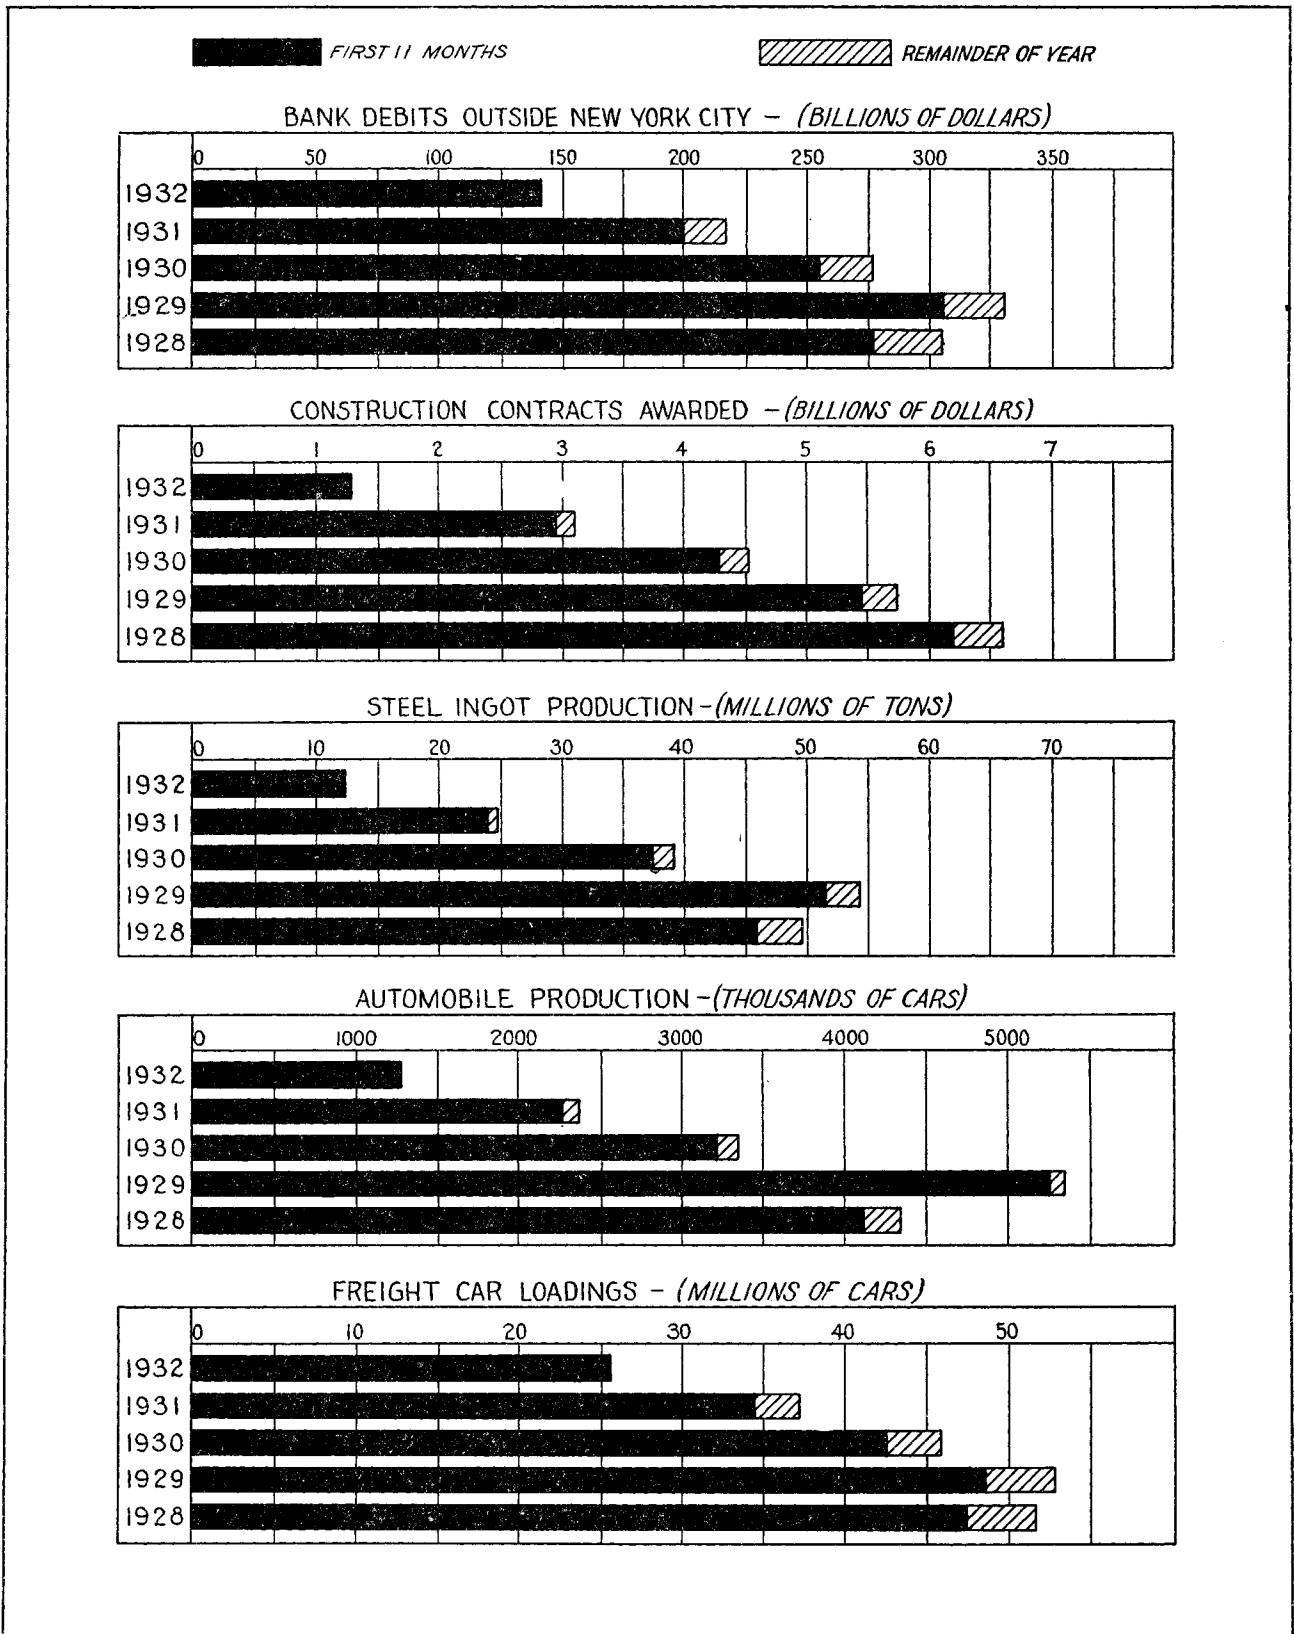 FIRST 11 MONTHS REMAINDER OF YEAR
BANK DEBITS OUTSIDE NEW YORK CITY - (BILLIONS OF DOLLARS)
0 50 100 150 200 250 300 350
1932
1931
1930
1929
1928
CONSTRUCTION CONTRACTS AWARDED - (BILLIONS OF DOLLARS)
0 1 2 3 4 5 6 7
1932
1931
1930
1929
1928
STEEL INGOT PRODUCTION - (MILLIONS OF TONS)
0 10 20 30 40 50 60 70
1932
1931
1930
1929
1928
AUTOMOBILE PRODUCTION - (THOUSANDS OF CARS)
0 1000 2000 3000 4000 5000
1932
1931
1930
1929
1928
FREIGHT CAR LOADINGS - (MILLIONS OF CARS)
0 10 20 30 40 50
1932
1931
1930
1929
1928